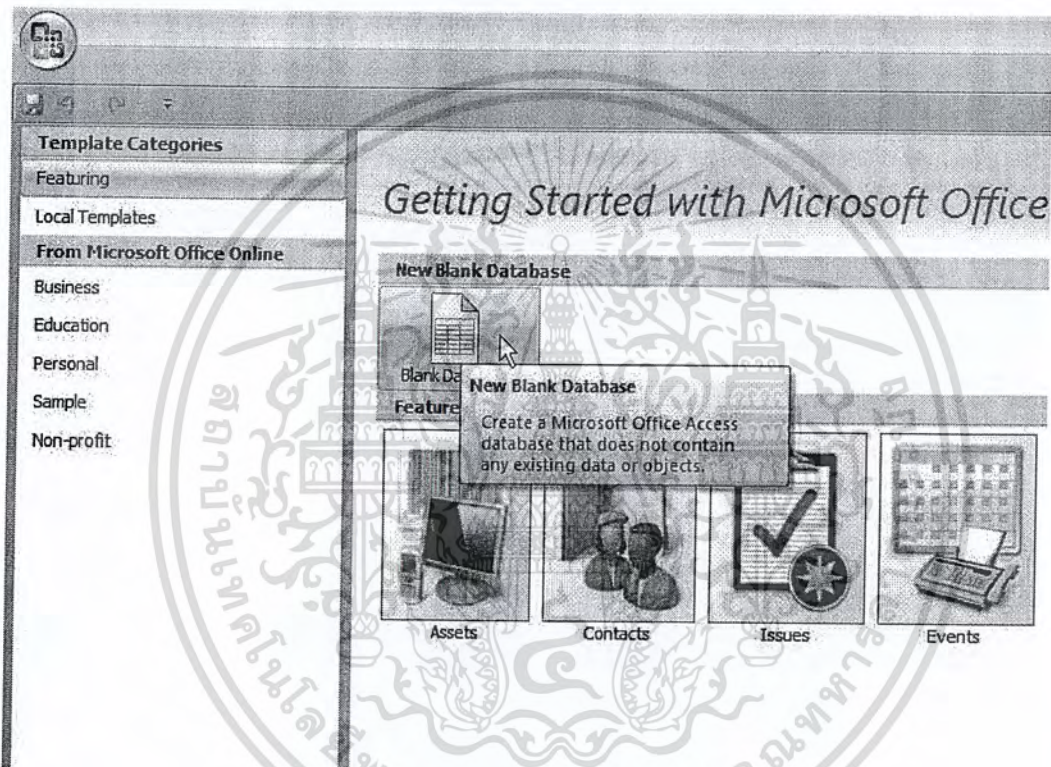 Template Categories
Featuring
Local Templates
From Microsoft Office Online
Business
Education
Personal
Sample
Non-profit
Getting Started with Microsoft Office
New Blank Database
Blank Da
New Blank Database
Create a Microsoft Office Access
database that does not contain
any existing data or objects.
Feature
Assets
Contacts
Issues
Events